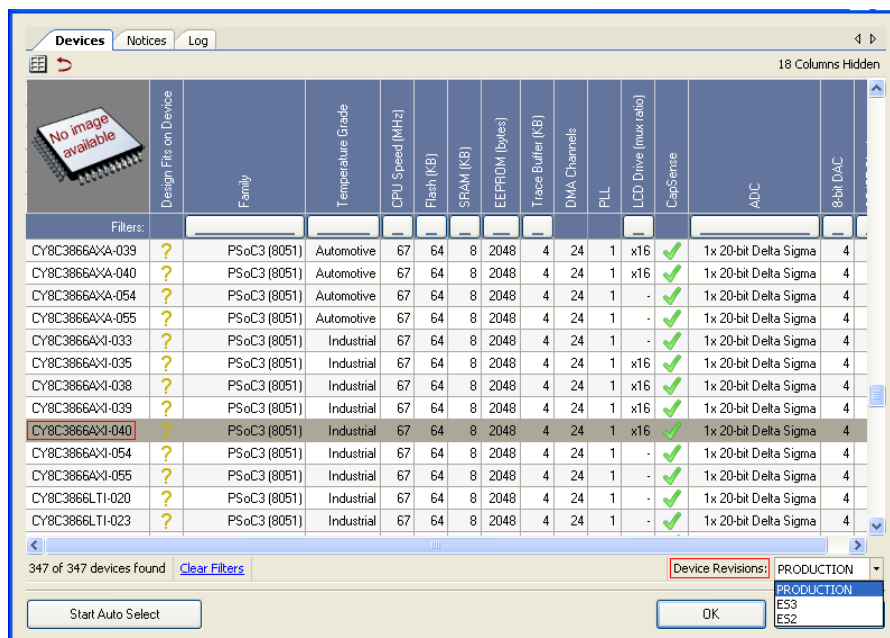 Devices Notices Log
18 Columns Hidden
No image available
Design Fits on Device
Family
Temperature Grade
CPU Speed (MHz)
Flash (KB)
SRAM (KB)
EEPROM (bytes)
Trace Buffer (KB)
DMA Channels
PLL
LCD Drive (mux ratio)
CapSense
ADC
8-bit DAC
Filters:
CY8C3866AXA-039 ? PSoC3 (8051) Automotive 67 64 8 2048 4 24 1 x16 1x 20-bit Delta Sigma 4
CY8C3866AXA-040 ? PSoC3 (8051) Automotive 67 64 8 2048 4 24 1 x16 1x 20-bit Delta Sigma 4
CY8C3866AXA-054 ? PSoC3 (8051) Automotive 67 64 8 2048 4 24 1 - 1x 20-bit Delta Sigma 4
CY8C3866AXA-055 ? PSoC3 (8051) Automotive 67 64 8 2048 4 24 1 - 1x 20-bit Delta Sigma 4
CY8C3866AXI-033 ? PSoC3 (8051) Industrial 67 64 8 2048 4 24 1 - 1x 20-bit Delta Sigma 4
CY8C3866AXI-035 ? PSoC3 (8051) Industrial 67 64 8 2048 4 24 1 x16 1x 20-bit Delta Sigma 4
CY8C3866AXI-038 ? PSoC3 (8051) Industrial 67 64 8 2048 4 24 1 x16 1x 20-bit Delta Sigma 4
CY8C3866AXI-039 ? PSoC3 (8051) Industrial 67 64 8 2048 4 24 1 x16 1x 20-bit Delta Sigma 4
CY8C3866AXI-040 ? PSoC3 (8051) Industrial 67 64 8 2048 4 24 1 x16 1x 20-bit Delta Sigma 4
CY8C3866AXI-054 ? PSoC3 (8051) Industrial 67 64 8 2048 4 24 1 - 1x 20-bit Delta Sigma 4
CY8C3866AXI-055 ? PSoC3 (8051) Industrial 67 64 8 2048 4 24 1 - 1x 20-bit Delta Sigma 4
CY8C3866LTI-020 ? PSoC3 (8051) Industrial 67 64 8 2048 4 24 1 - 1x 20-bit Delta Sigma 4
CY8C3866LTI-023 ? PSoC3 (8051) Industrial 67 64 8 2048 4 24 1 - 1x 20-bit Delta Sigma 4
347 of 347 devices found Clear Filters Device Revisions: PRODUCTION
PRODUCTION
ES3
ES2
Start Auto Select OK